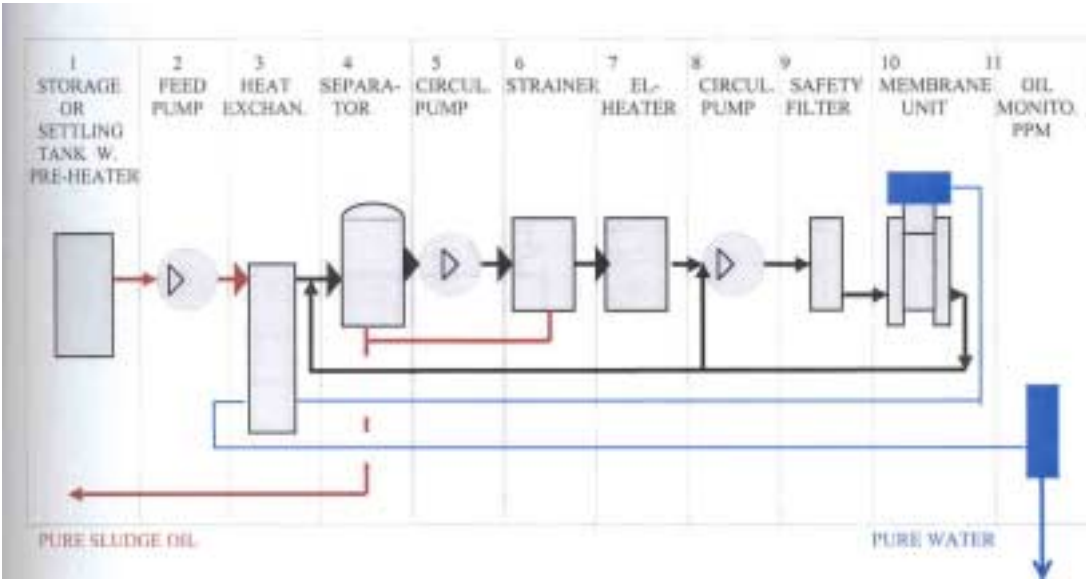 1
STORAGE
OR
SETTLING
TANK W.
PRE-HEATER
2
FEED
PUMP
3
HEAT
EXCHAN.
4
SEPARA-
TOR
5
CIRCUL.
PUMP
6
STRAINER
7
EL-
HEATER
8
CIRCUL.
PUMP
9
SAFETY
FILTER
10
MEMBRANE
UNIT
11
OIL
MONITO.
PPM
PURE SLUDGE OIL
PURE WATER